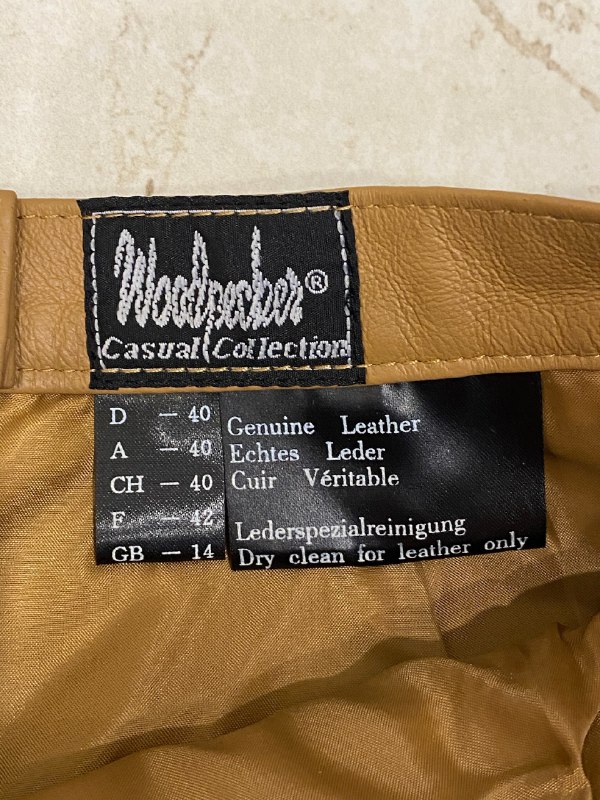 Woodpecker®
Casual Collection
D - 40
A - 40
CH - 40
F - 42
GB - 14
Genuine Leather
Echtes Leder
Cuir Véritable
Lederspezialreinigung
Dry clean for leather only